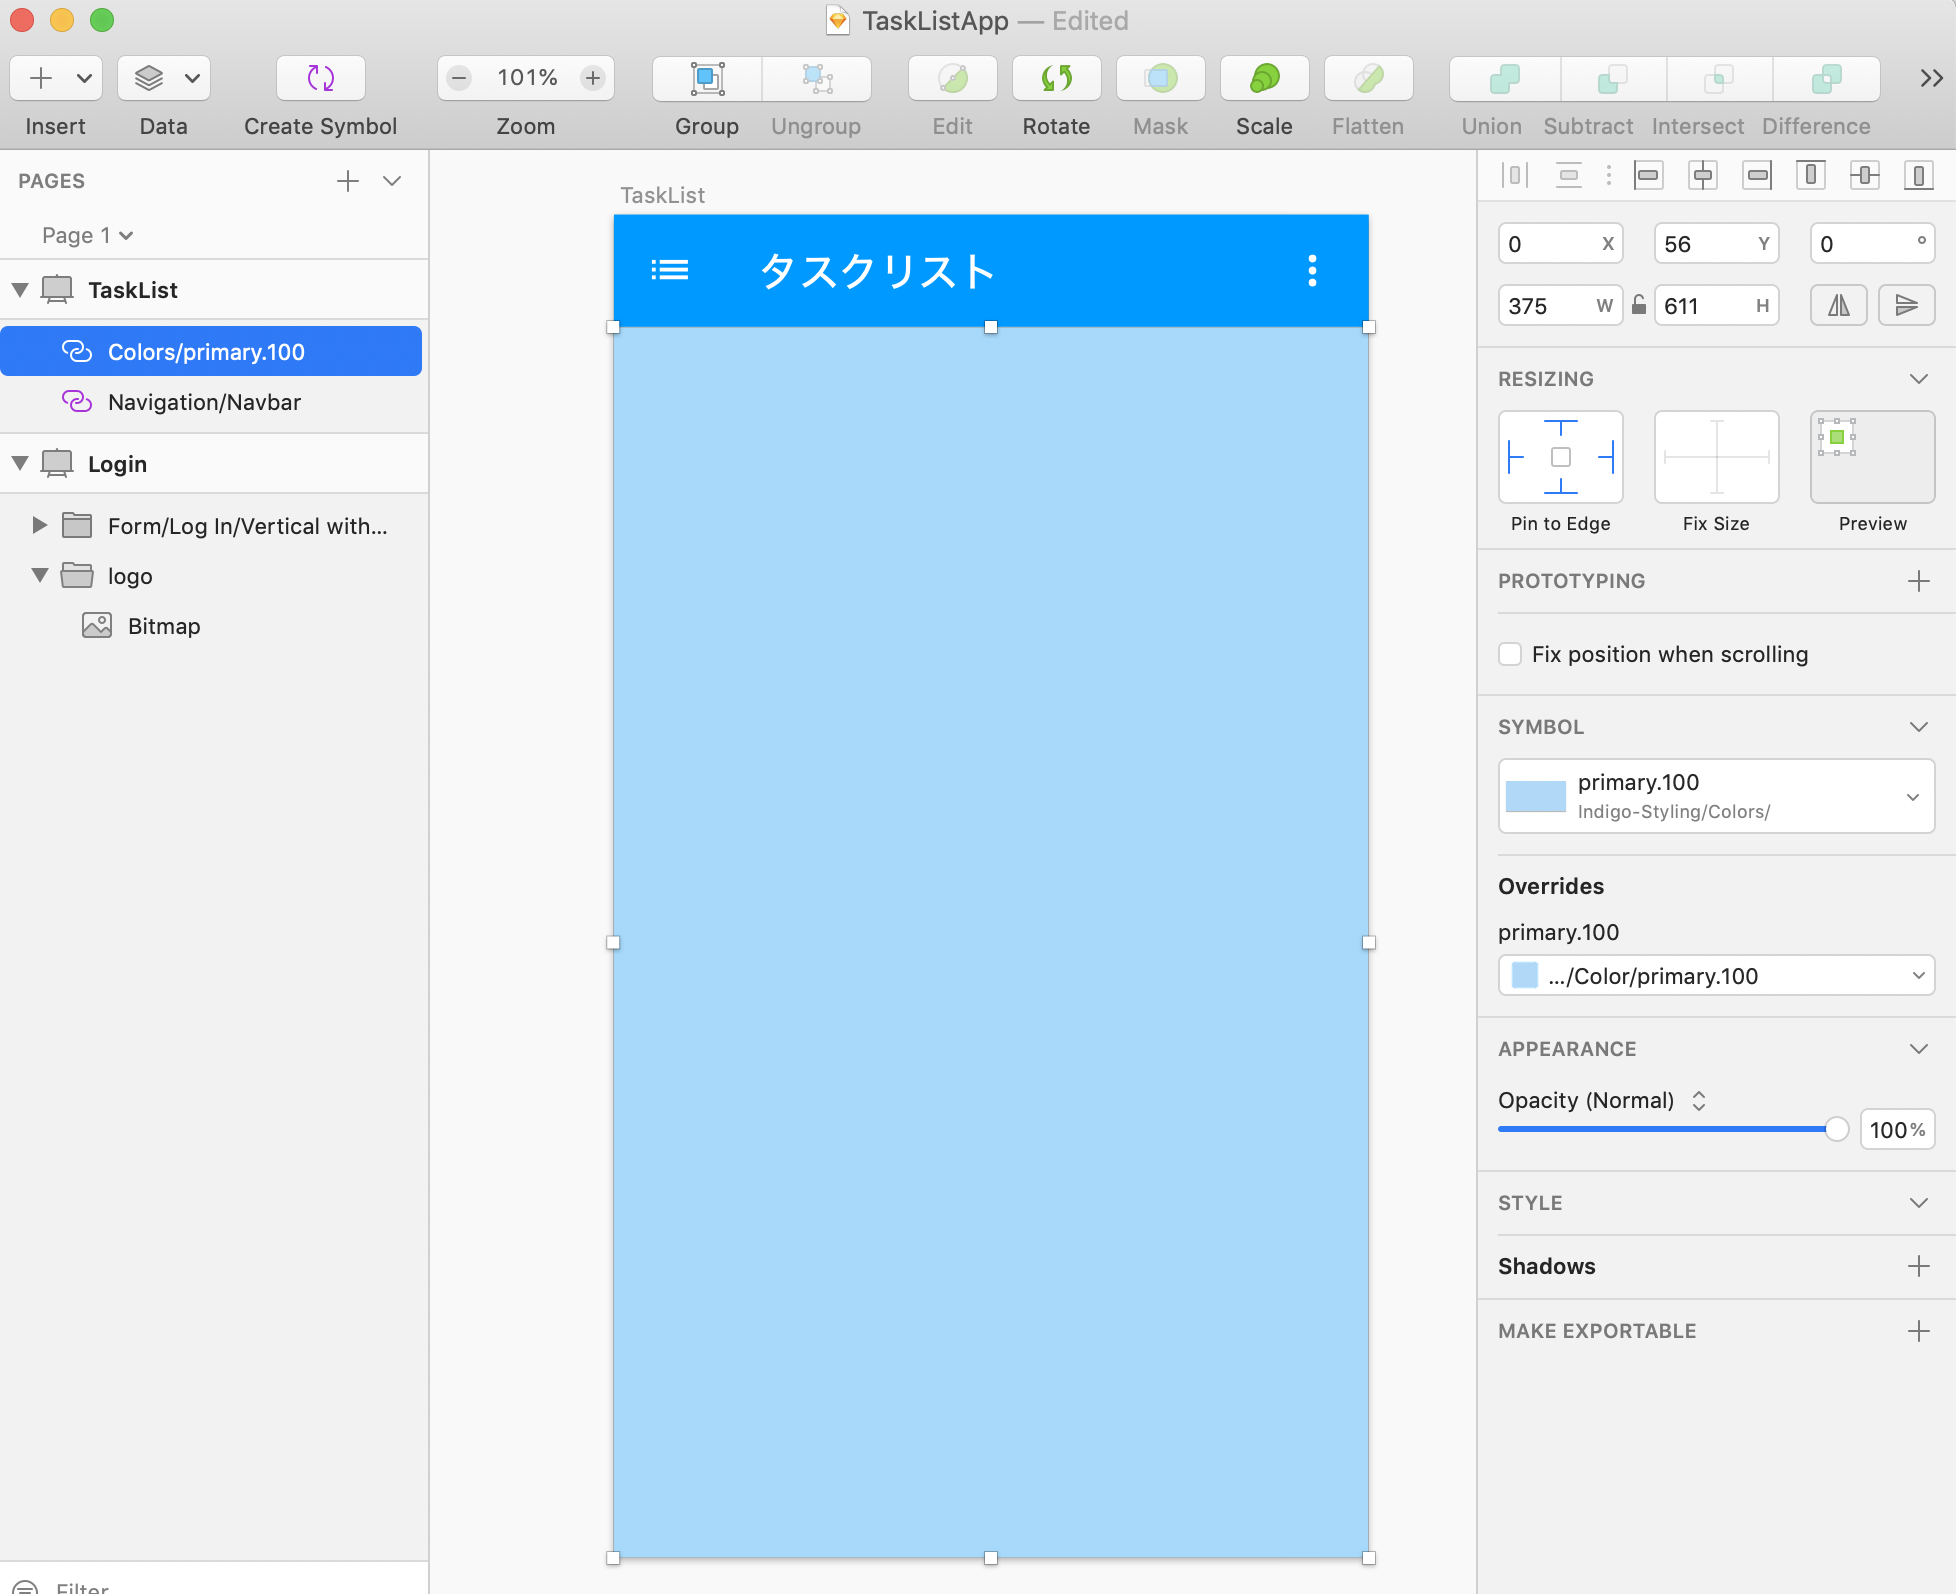 TaskListApp — Edited
101%
Insert Data Create Symbol Zoom Group Ungroup Edit Rotate Mask Scale Flatten Union Subtract Intersect Difference
PAGES
Page 1
TaskList
Colors/primary.100
Navigation/Navbar
Login
Form/Log In/Vertical with...
logo
Bitmap
Filter
TaskList
タスクリスト
0 X 56 Y 0 °
375 W 611 H
RESIZING
Pin to Edge Fix Size Preview
PROTOTYPING
Fix position when scrolling
SYMBOL
primary.100
Indigo-Styling/Colors/
Overrides
primary.100
.../Color/primary.100
APPEARANCE
Opacity (Normal)
100%
STYLE
Shadows
MAKE EXPORTABLE